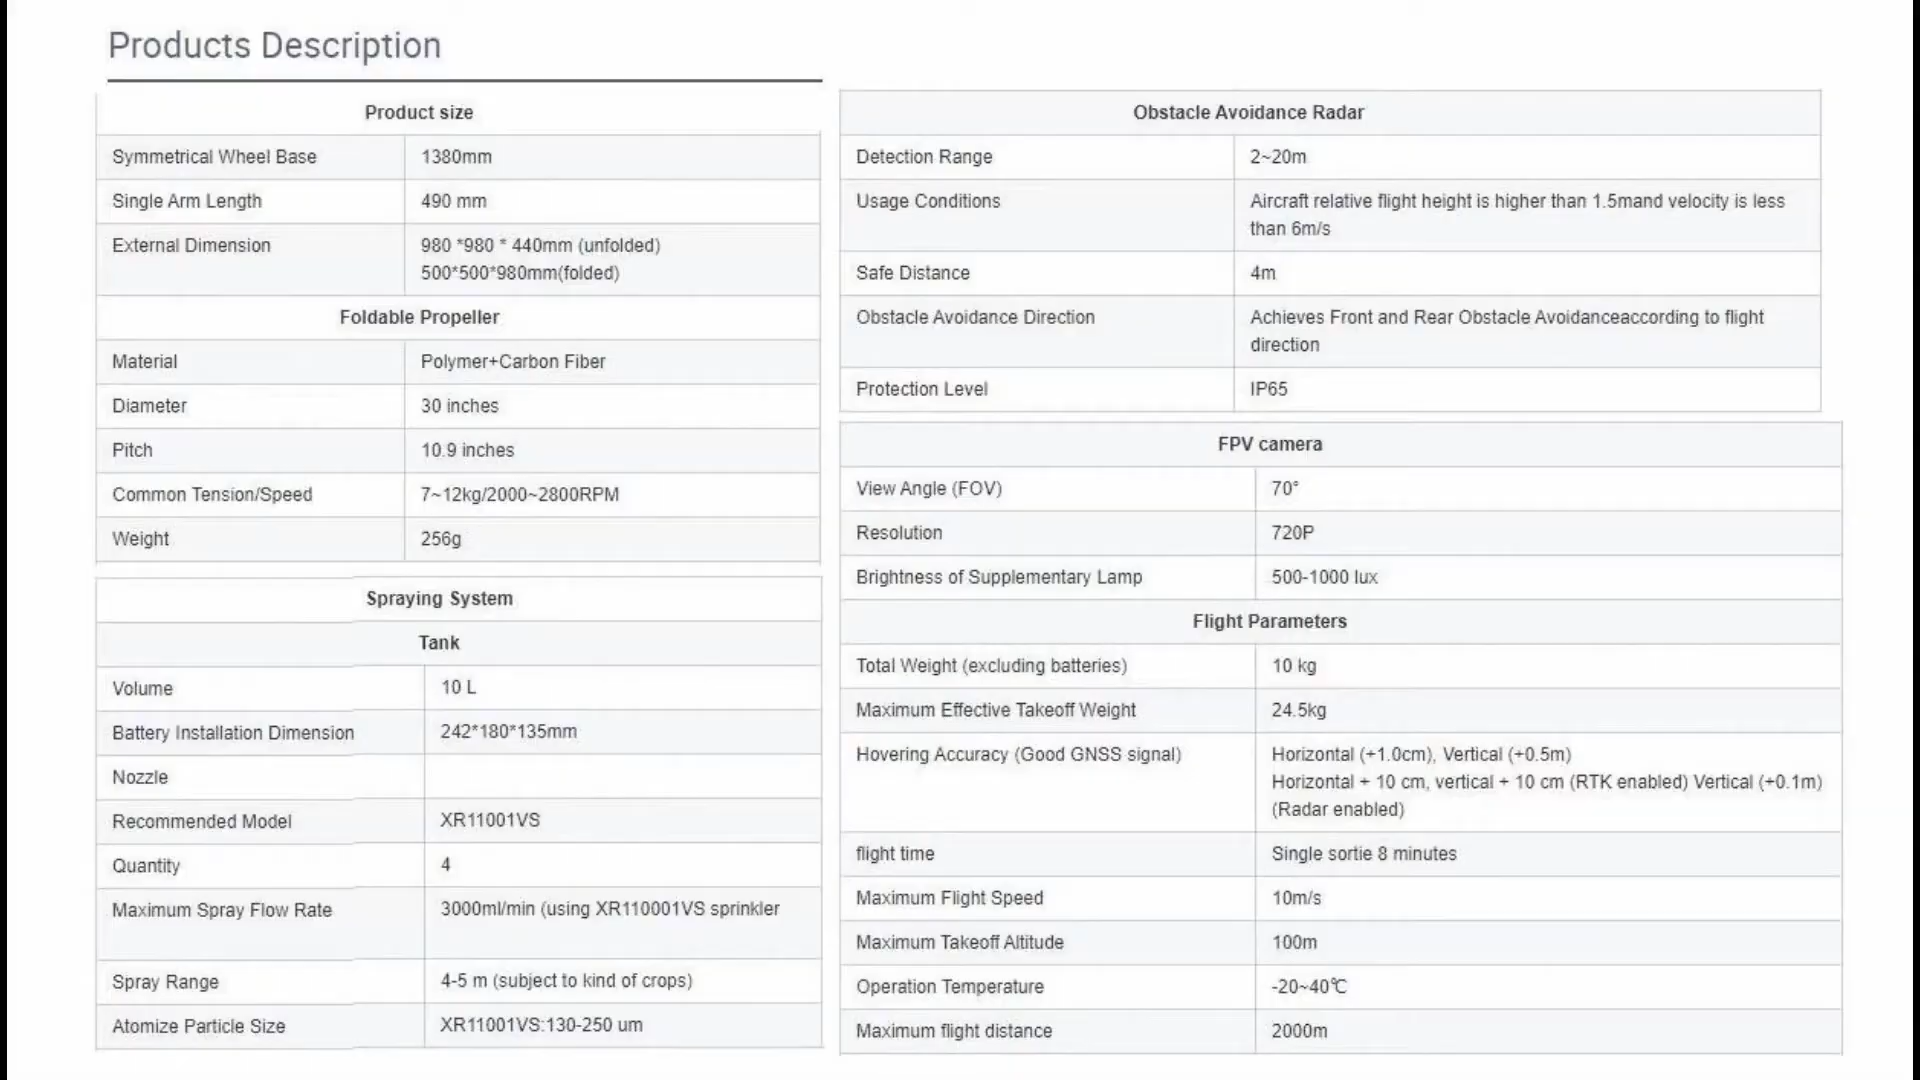 Products Description
Product size
Symmetrical Wheel Base 1380mm
Single Arm Length 490 mm
External Dimension 980 *980 * 440mm (unfolded)
500*500*980mm(folded)
Foldable Propeller
Material Polymer+Carbon Fiber
Diameter 30 inches
Pitch 10.9 inches
Common Tension/Speed 7~12kg/2000~2800RPM
Weight 256g
Spraying System
Tank
Volume 10 L
Battery Installation Dimension 242*180*135mm
Nozzle
Recommended Model XR11001VS
Quantity 4
Maximum Spray Flow Rate 3000ml/min (using XR110001VS sprinkler
Spray Range 4-5 m (subject to kind of crops)
Atomize Particle Size XR11001VS:130-250 um
Obstacle Avoidance Radar
Detection Range 2~20m
Usage Conditions Aircraft relative flight height is higher than 1.5mand velocity is less
than 6m/s
Safe Distance 4m
Obstacle Avoidance Direction Achieves Front and Rear Obstacle Avoidanceaccording to flight
direction
Protection Level IP65
FPV camera
View Angle (FOV) 70°
Resolution 720P
Brightness of Supplementary Lamp 500-1000 lux
Flight Parameters
Total Weight (excluding batteries) 10 kg
Maximum Effective Takeoff Weight 24.5kg
Hovering Accuracy (Good GNSS signal) Horizontal (+1.0cm), Vertical (+0.5m)
Horizontal + 10 cm, vertical + 10 cm (RTK enabled) Vertical (+0.1m)
(Radar enabled)
flight time Single sortie 8 minutes
Maximum Flight Speed 10m/s
Maximum Takeoff Altitude 100m
Operation Temperature -20~40℃
Maximum flight distance 2000m